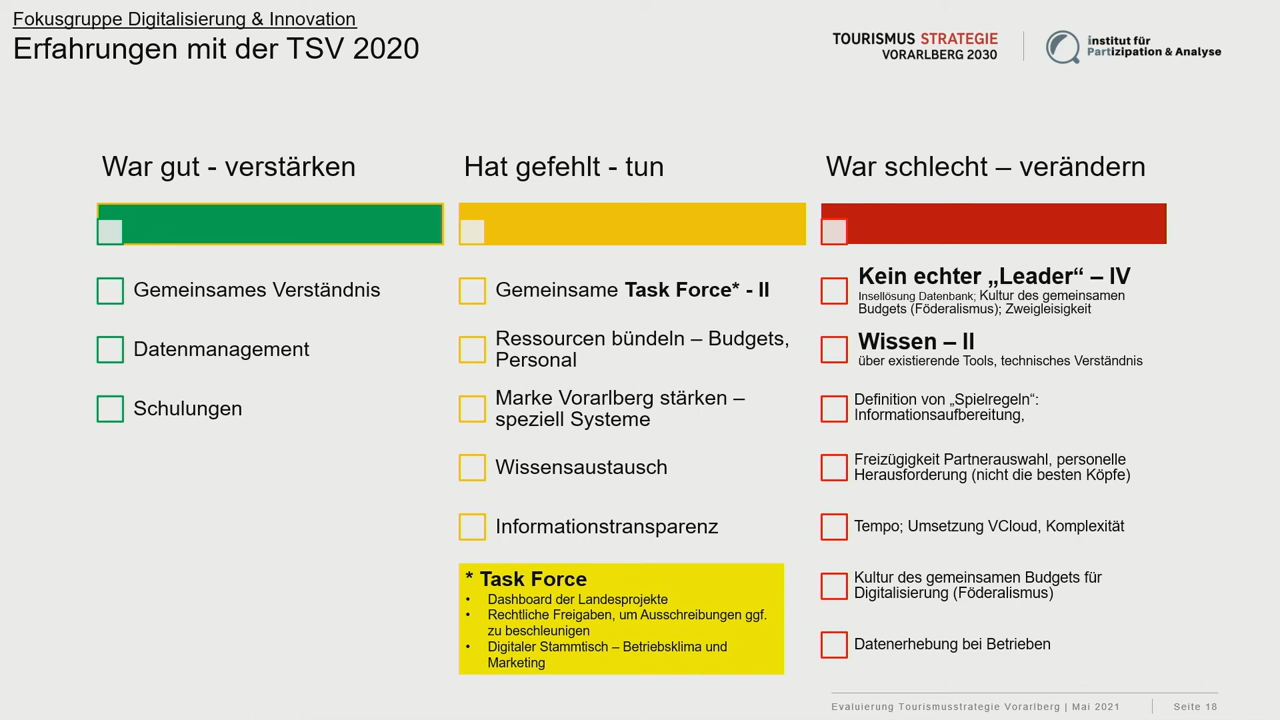 Fokusgruppe Digitalisierung & Innovation
Erfahrungen mit der TSV 2020
TOURISMUS STRATEGIE
VORARLBERG 2030
institut für
Partizipation & Analyse
War gut - verstärken
Gemeinsames Verständnis
Datenmanagement
Schulungen
Hat gefehlt - tun
Gemeinsame Task Force* - II
Ressourcen bündeln – Budgets,
Personal
Marke Vorarlberg stärken –
speziell Systeme
Wissensaustausch
Informationstransparenz
* Task Force
• Dashboard der Landesprojekte
• Rechtliche Freigaben, um Ausschreibungen ggf.
zu beschleunigen
• Digitaler Stammtisch – Betriebsklima und
Marketing
War schlecht – verändern
Kein echter „Leader“ – IV
Insellösung Datenbank; Kultur des gemeinsamen
Budgets (Föderalismus); Zweigleisigkeit
Wissen – II
über existierende Tools, technisches Verständnis
Definition von „Spielregeln“:
Informationsaufbereitung,
Freizügigkeit Partnerauswahl, personelle
Herausforderung (nicht die besten Köpfe)
Tempo; Umsetzung VCloud, Komplexität
Kultur des gemeinsamen Budgets für
Digitalisierung (Föderalismus)
Datenerhebung bei Betrieben
Evaluierung Tourismusstrategie Vorarlberg | Mai 2021
Seite 18